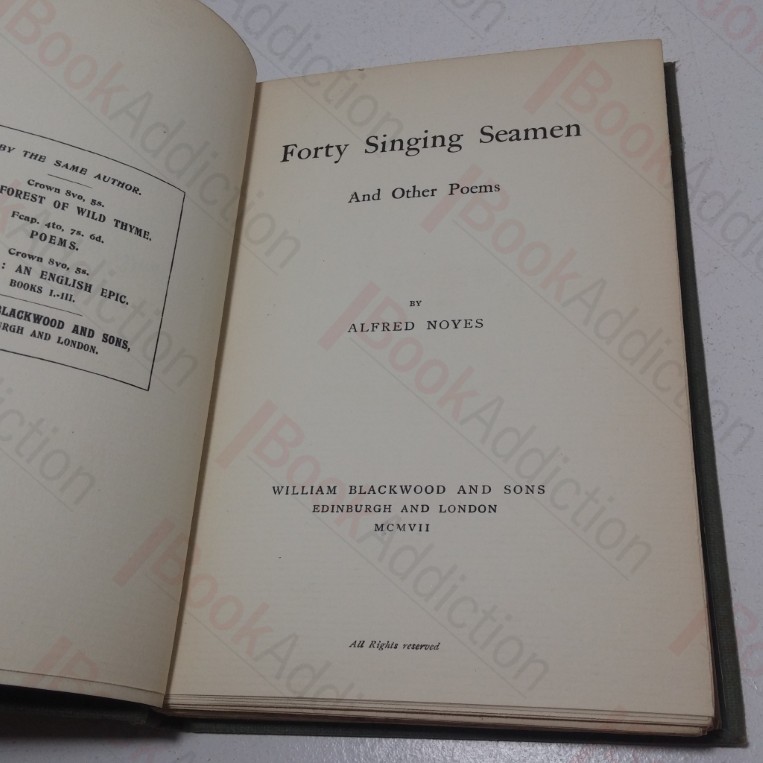 BY THE SAME AUTHOR.
Crown 8vo, 5s.
FOREST OF WILD THYME.
Fcap. 4to, 7s. 6d.
POEMS.
Crown 8vo, 5s.
: AN ENGLISH EPIC.
BOOKS I.-III.
BLACKWOOD AND SONS,
URGH AND LONDON.
Forty Singing Seamen
And Other Poems
BY
ALFRED NOYES
WILLIAM BLACKWOOD AND SONS
EDINBURGH AND LONDON
MCMVII
All Rights reserved
BookAddiction